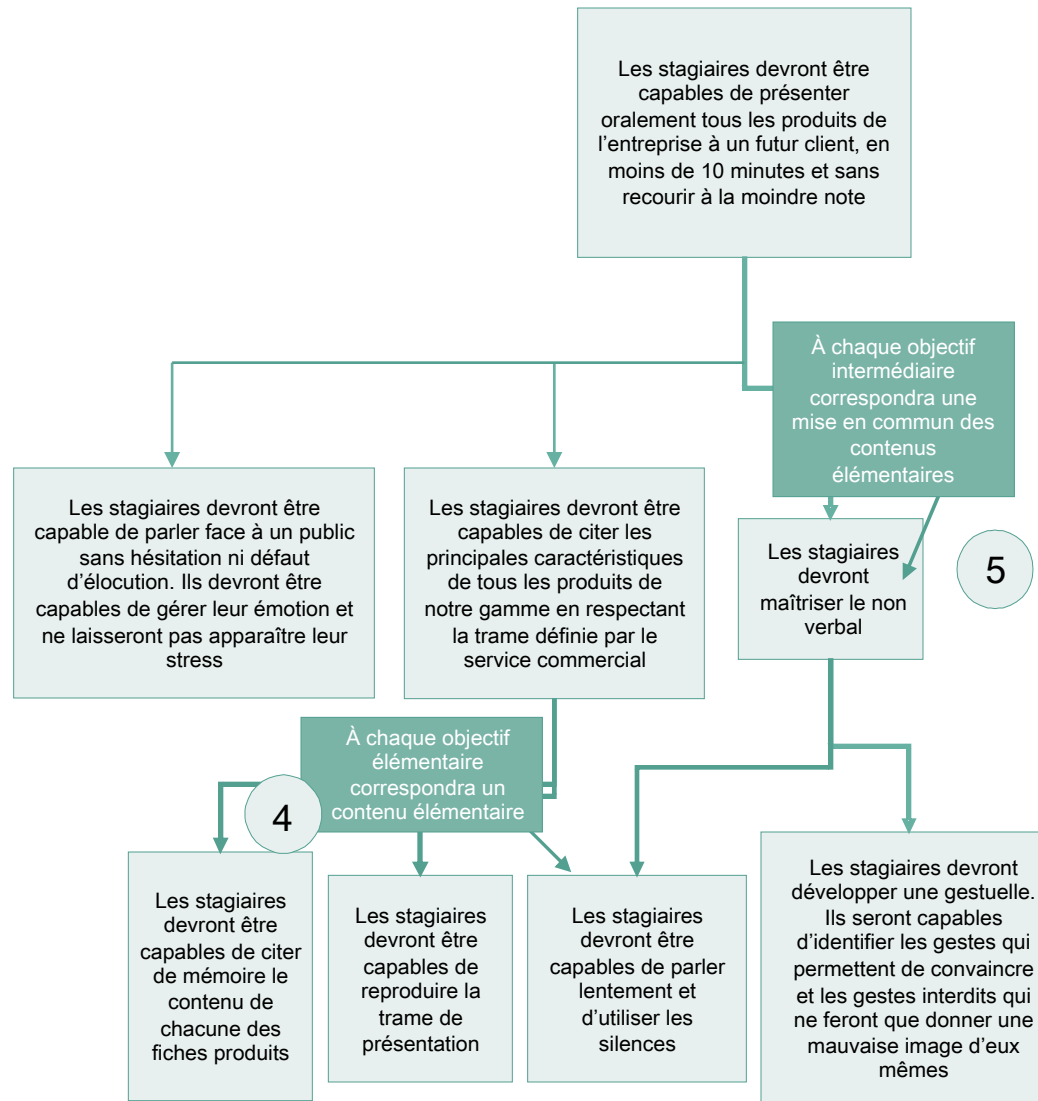 Les stagiaires devront être
capables de présenter
oralement tous les produits de
l’entreprise à un futur client, en
moins de 10 minutes et sans
recourir à la moindre note
À chaque objectif
intermédiaire
correspondra une
mise en commun des
contenus
élémentaires
Les stagiaires devront être
capable de parler face à un public
sans hésitation ni défaut
d’élocution. Ils devront être
capables de gérer leur émotion et
ne laisseront pas apparaître leur
stress
Les stagiaires devront être
capables de citer les
principales caractéristiques
de tous les produits de
notre gamme en respectant
la trame définie par le
service commercial
Les stagiaires
devront
maîtriser le non
verbal
5
À chaque objectif
élémentaire
correspondra un
contenu élémentaire
4
Les stagiaires
devront être
capables de citer
de mémoire le
contenu de
chacune des
fiches produits
Les stagiaires
devront être
capables de
reproduire la
trame de
présentation
Les stagiaires
devront être
capables de parler
lentement et
d’utiliser les
silences
Les stagiaires devront
développer une gestuelle.
Ils seront capables
d’identifier les gestes qui
permettent de convaincre
et les gestes interdits qui
ne feront que donner une
mauvaise image d’eux
mêmes